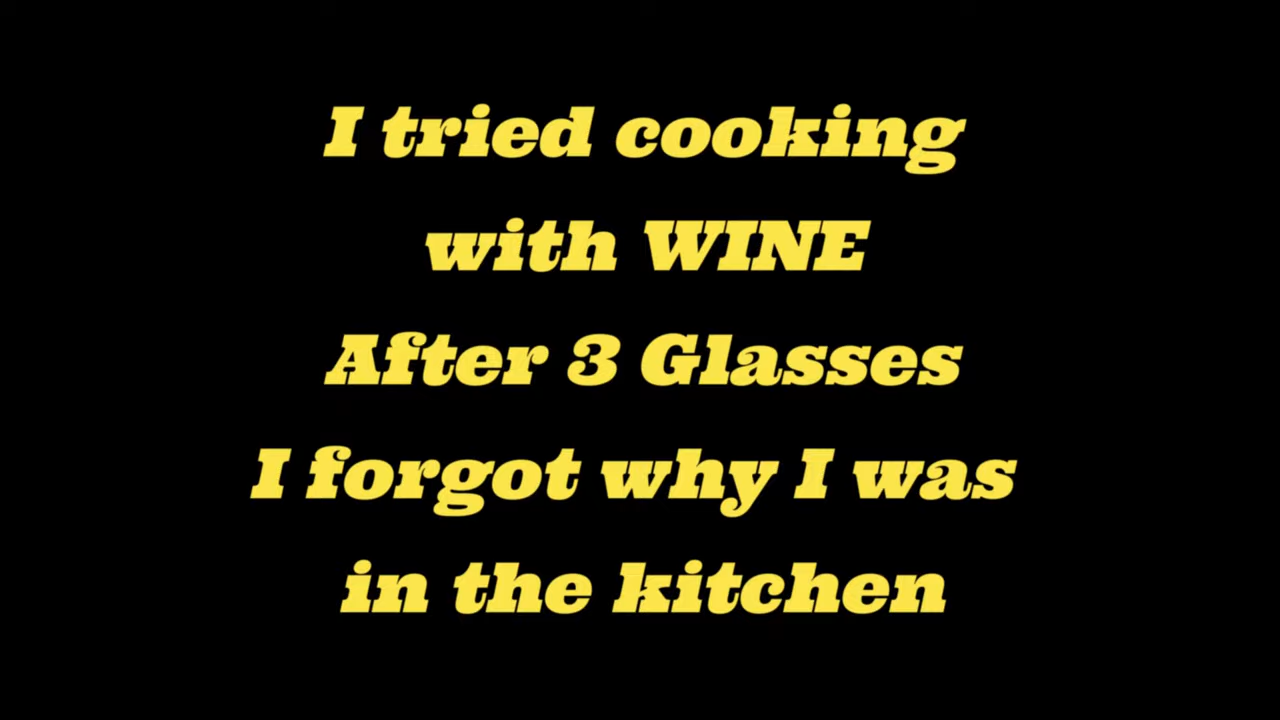 I tried cooking
with WINE
After 3 Glasses
I forgot why I was
in the kitchen